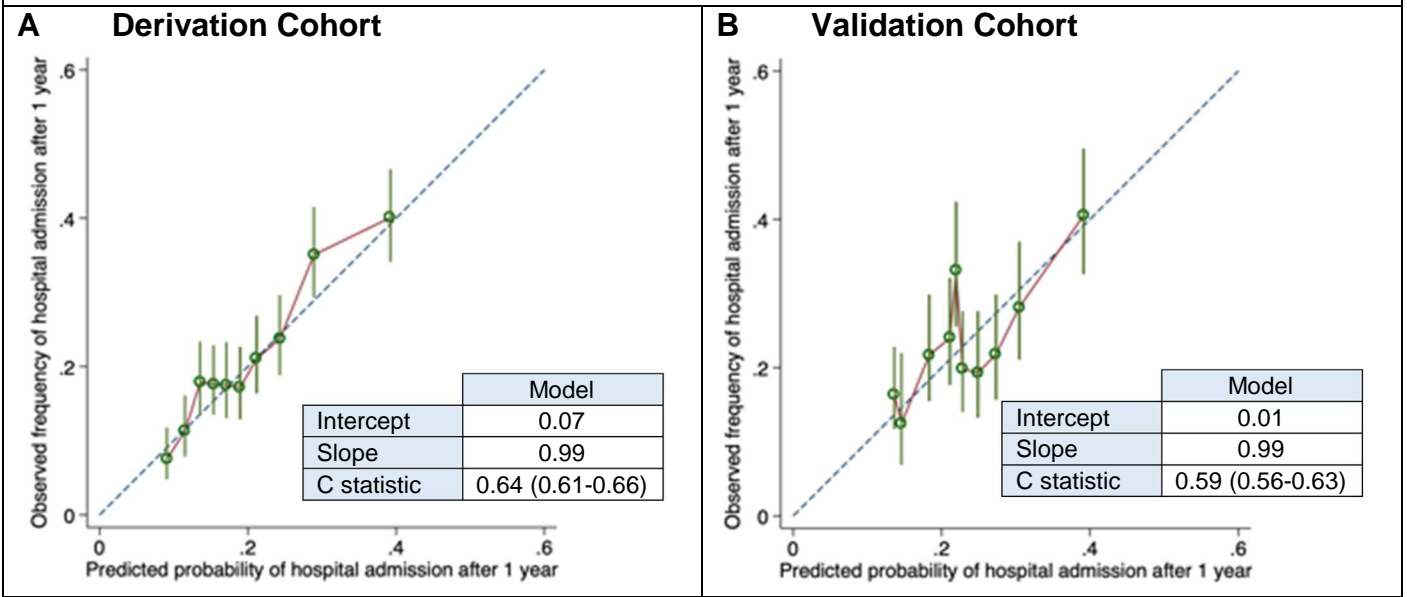 A Derivation Cohort
Observed frequency of hospital admission after 1 year
.6
.4
.2
0
0 .2 .4 .6
Predicted probability of hospital admission after 1 year
Model
Intercept 0.07
Slope 0.99
C statistic 0.64 (0.61-0.66)
B Validation Cohort
Observed frequency of hospital admission after 1 year
.6
.4
.2
0
0 .2 .4 .6
Predicted probability of hospital admission after 1 year
Model
Intercept 0.01
Slope 0.99
C statistic 0.59 (0.56-0.63)